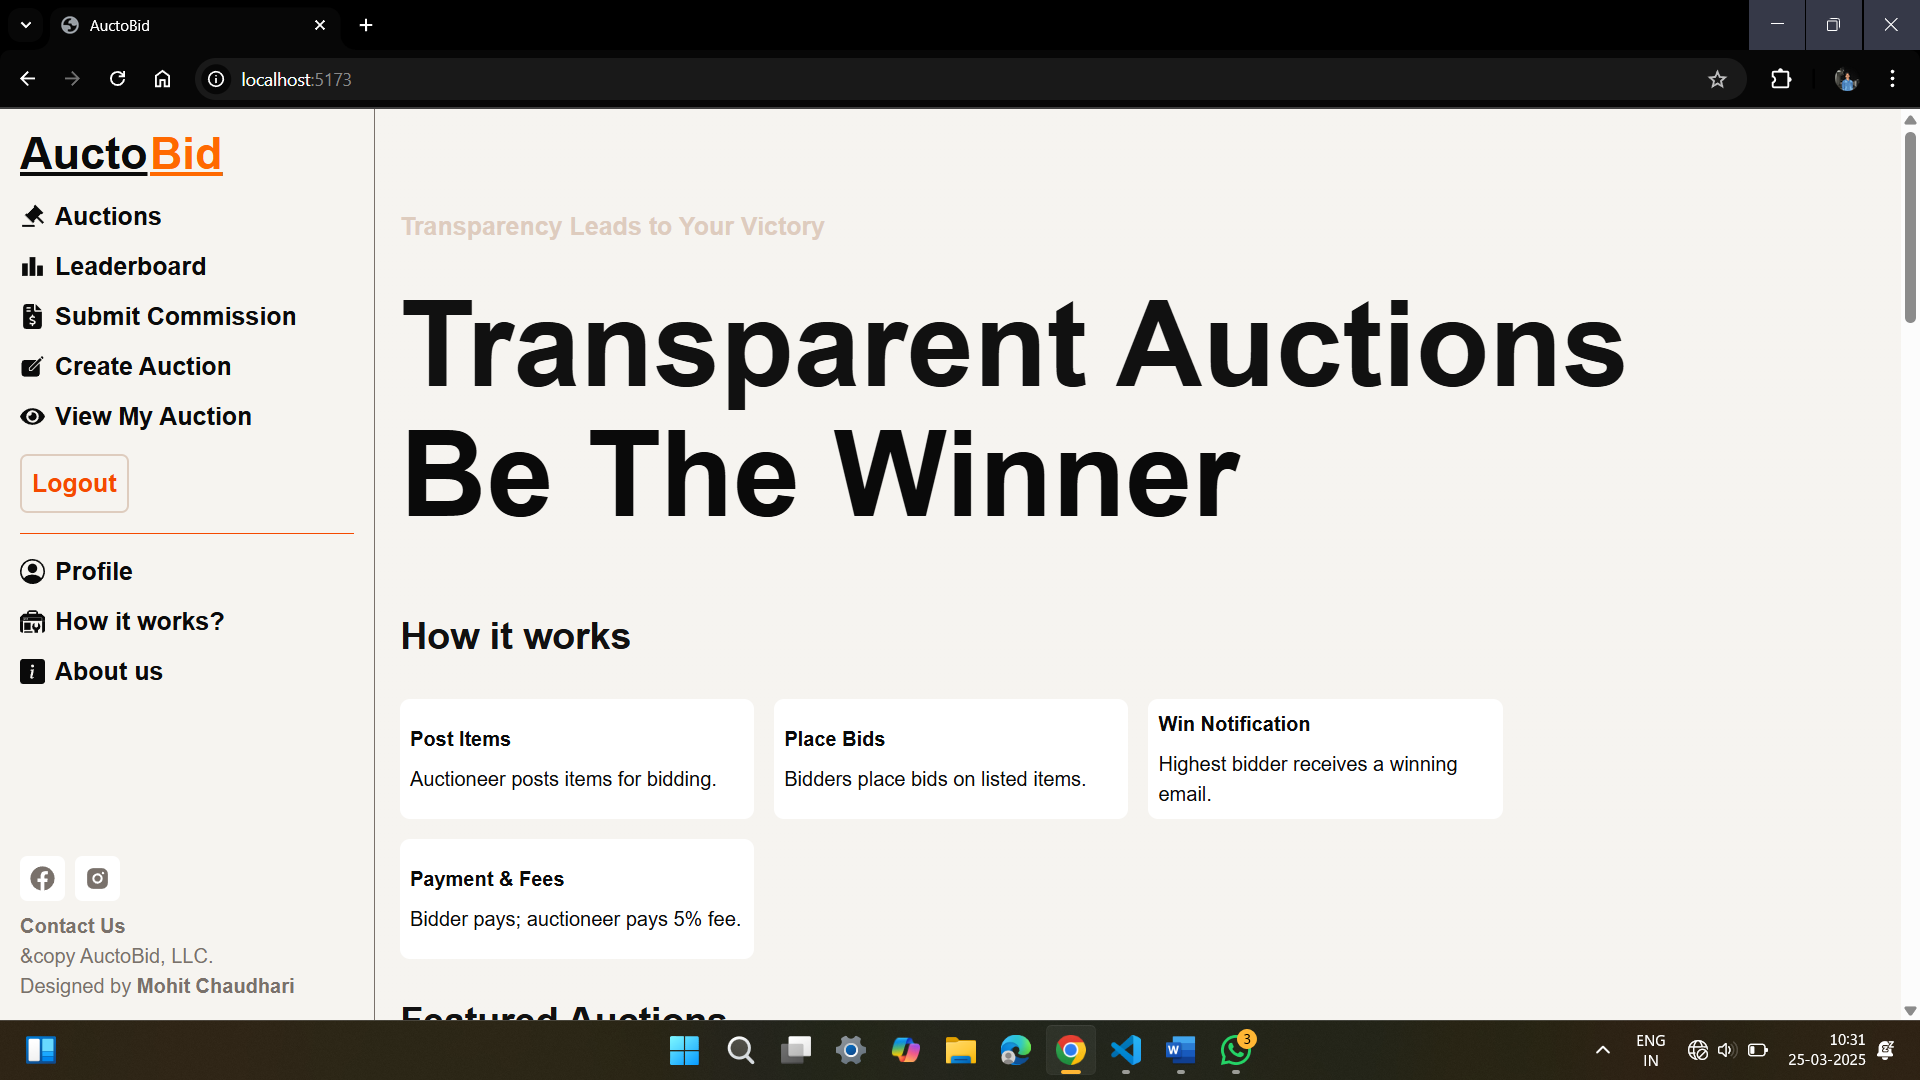 AuctoBid
localhost:5173
AuctoBid
Auctions
Leaderboard
Submit Commission
Create Auction
View My Auction
Logout
Profile
How it works?
i About us
Contact Us
&copy AuctoBid, LLC.
Designed by Mohit Chaudhari
Transparency Leads to Your Victory
Transparent Auctions
Be The Winner
How it works
Post Items
Auctioneer posts items for bidding.
Place Bids
Bidders place bids on listed items.
Win Notification
Highest bidder receives a winning
email.
Payment & Fees
Bidder pays; auctioneer pays 5% fee.
Featured Auctions
3
ENG
IN
10:31
25-03-2025